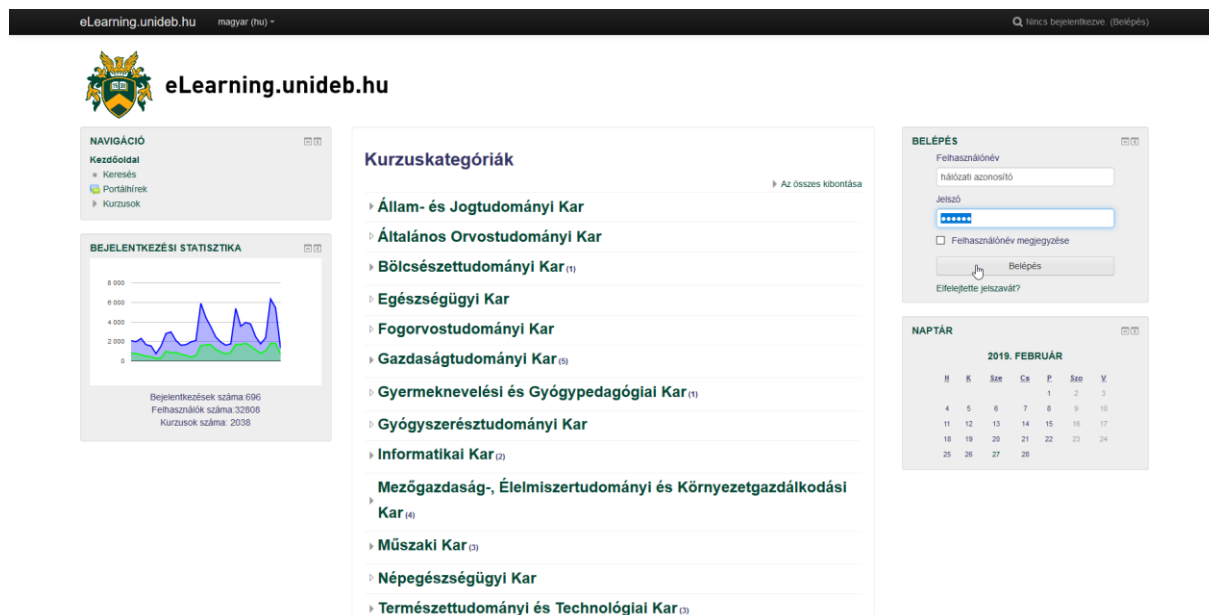 eLearning.unideb.hu magyar (hu)
Nincs bejelentkezve. (Belépés)
eLearning.unideb.hu
NAVIGÁCIÓ
Kezdőoldal
Keresés
Portálhírek
Kurzusok
BEJELENTKEZÉSI STATISZTIKA
8 000
6 000
4 000
2 000
0
Bejelentkezések száma:696
Felhasználók száma:32808
Kurzusok száma: 2038
Kurzuskategóriák
Az összes kibontása
Állam- és Jogtudományi Kar
Általános Orvostudományi Kar
Bölcsészettudományi Kar (1)
Egészségügyi Kar
Fogorvostudományi Kar
Gazdaságtudományi Kar (5)
Gyermeknevelési és Gyógypedagógiai Kar (1)
Gyógyszerésztudományi Kar
Informatikai Kar (2)
Mezőgazdaság-, Élelmiszertudományi és Környezetgazdálkodási
Kar (4)
Műszaki Kar (3)
Népegészségügyi Kar
Természettudományi és Technológiai Kar (3)
BELÉPÉS
Felhasználónév
hálózati azonosító
Jelszó
••••••
Felhasználónév megjegyzése
Belépés
Elfelejtette jelszavát?
NAPTÁR
2019. FEBRUÁR
H K Sze Cs P Szo V
1 2 3
4 5 6 7 8 9 10
11 12 13 14 15 16 17
18 19 20 21 22 23 24
25 26 27 28